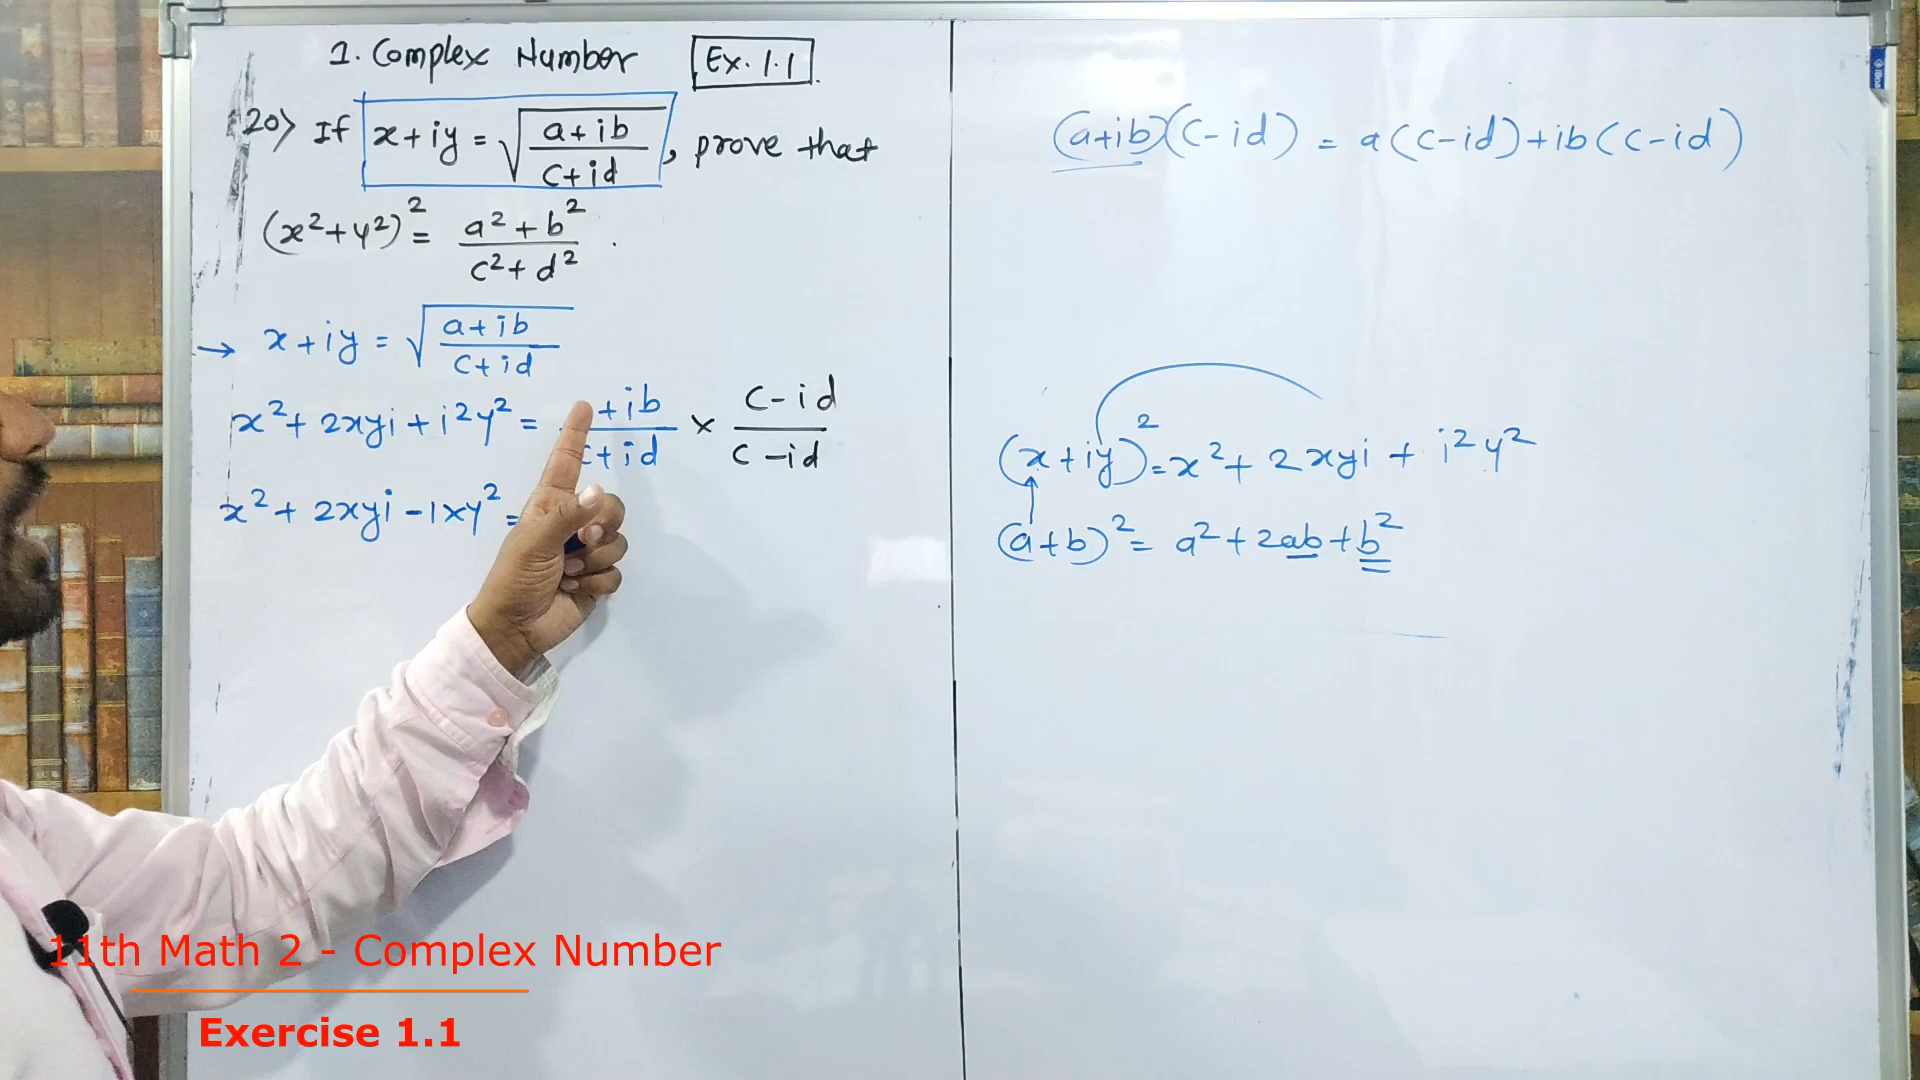 1. Complex Number Ex. 1.1
20> If x+iy = √(a+ib / c+id), prove that
(x²+y²)² = a²+b² / c²+d² .
→ x+iy = √(a+ib / c+id)
x²+ 2xyi + i²y² = +ib / c+id × c-id / c-id
x²+ 2xyi -1×y² =
(a+ib)(c-id) = a(c-id)+ib(c-id)
(x+iy)² = x²+ 2xyi + i²y²
(a+b)² = a²+2ab+b²
11th Math 2 - Complex Number
Exercise 1.1